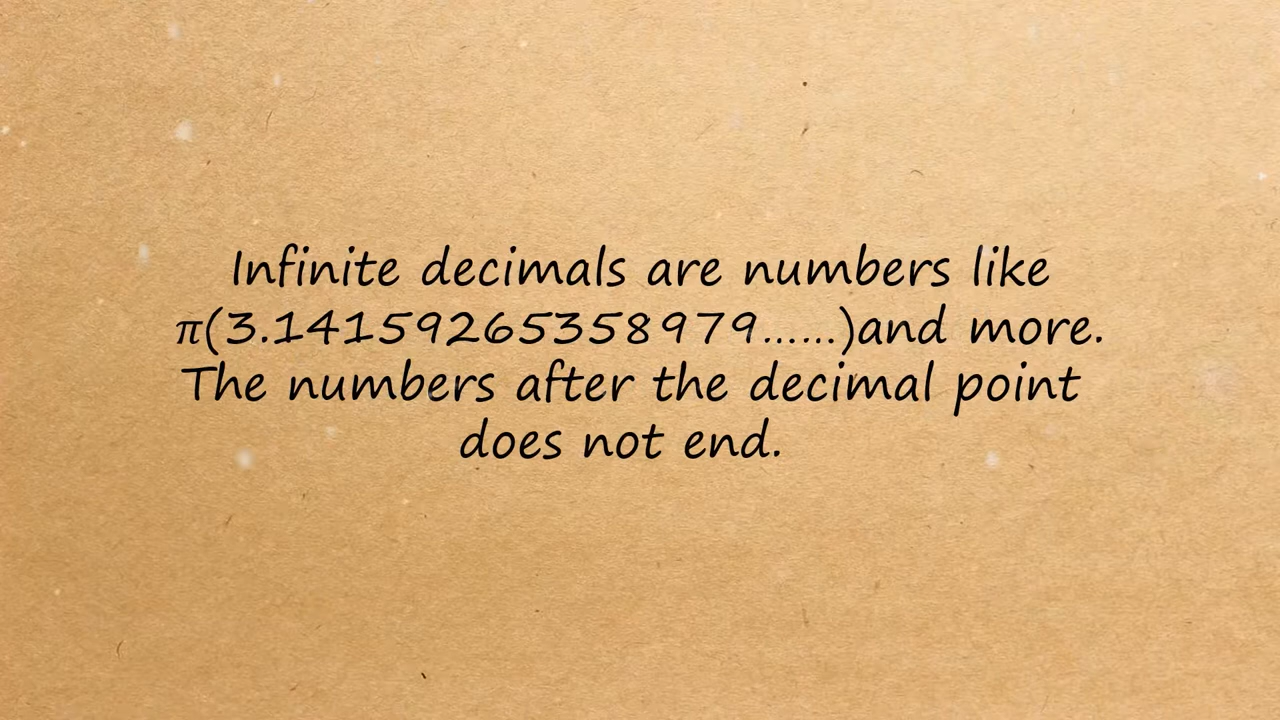 Infinite decimals are numbers like
π(3.14159265358979......)and more.
The numbers after the decimal point
does not end.